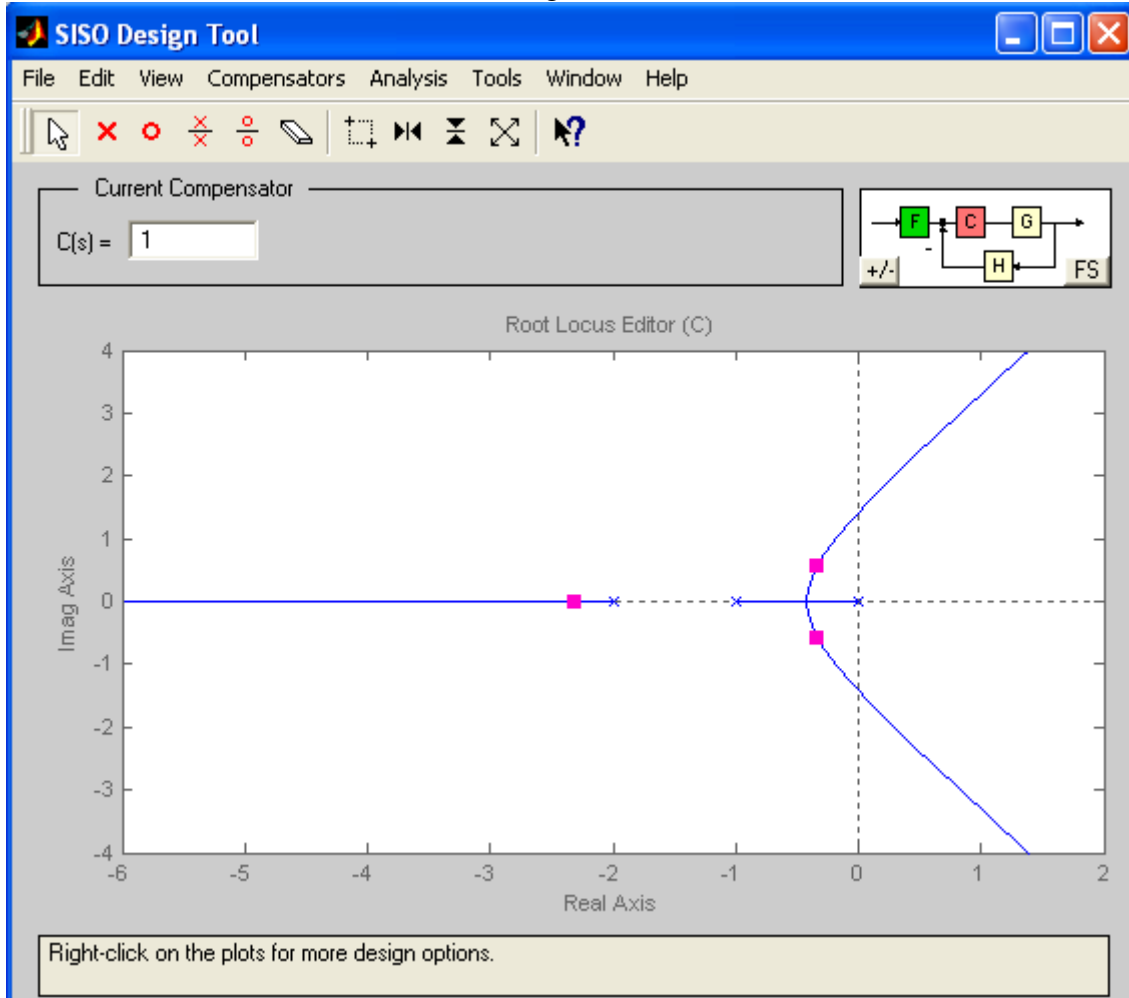 SISO Design Tool
File Edit View Compensators Analysis Tools Window Help
Current Compensator
C(s) = 1
F C G
-
+/- H FS
Root Locus Editor (C)
4
3
2
1
0
-1
-2
-3
-4
Imag Axis
-6 -5 -4 -3 -2 -1 0 1 2
Real Axis
Right-click on the plots for more design options.